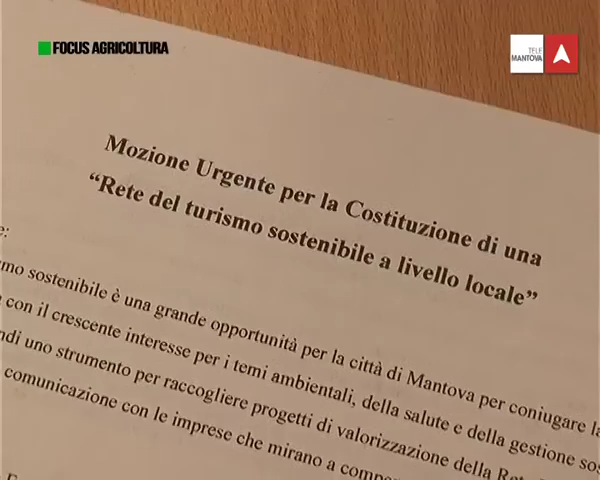 FOCUS AGRICOLTURA
TELE
MANTOVA
Mozione Urgente per la Costituzione di una
“Rete del turismo sostenibile a livello locale”
e:
mo sostenibile è una grande opportunità per la città di Mantova per coniugare la
con il crescente interesse per i temi ambientali, della salute e della gestione sos
ndi uno strumento per raccogliere progetti di valorizzazione della Ret
comunicazione con le imprese che mirano a compe